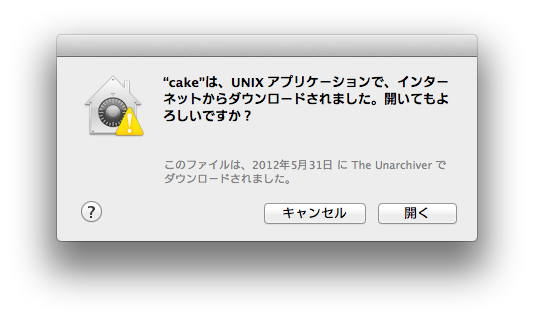 “cake”は、UNIX アプリケーションで、インター
ネットからダウンロードされました。開いてもよ
ろしいですか？
このファイルは、2012年5月31日 に The Unarchiver で
ダウンロードされました。
?
キャンセル
開く